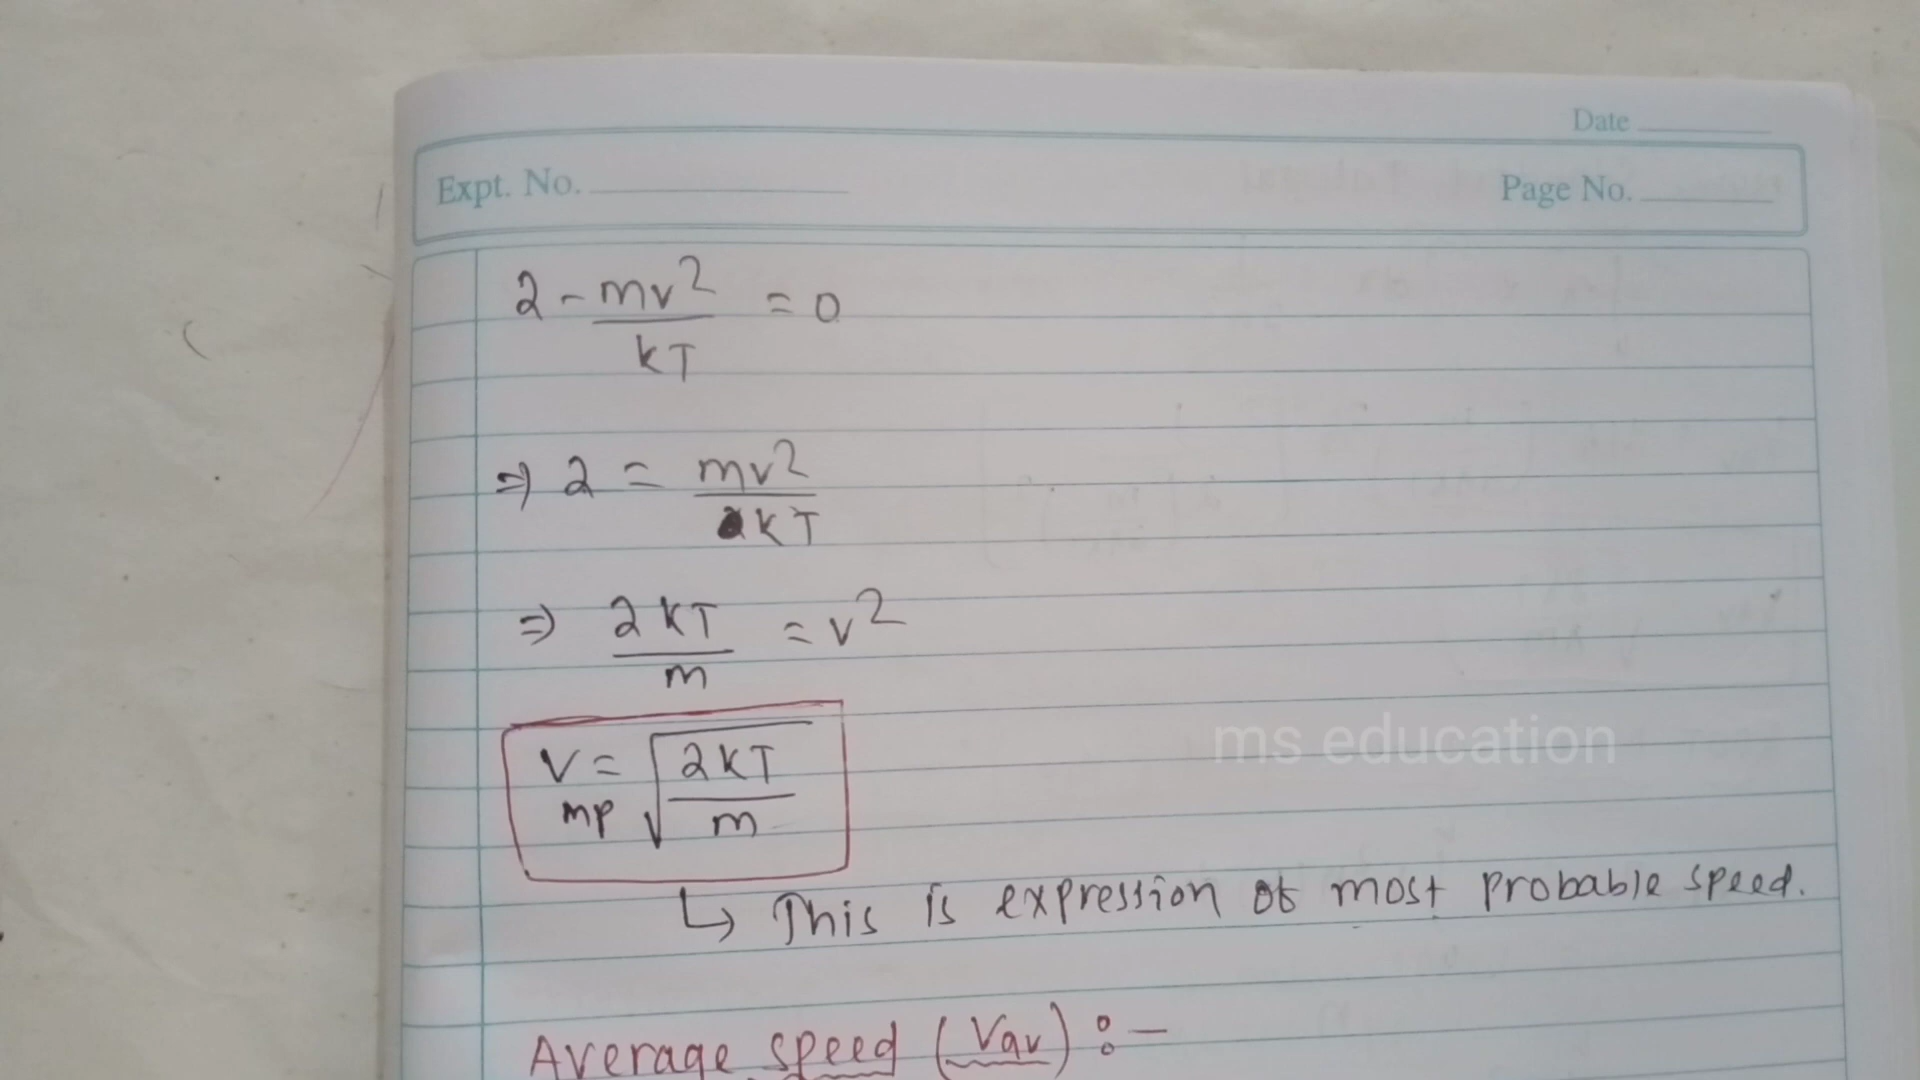 Date
Expt. No.
Page No.
2 - mv²/kT = 0
⇒ 2 = mv²/kT
⇒ 2kT/m = v²
Vmp = √(2kT/m)
↳ This is expression of most probable speed.
ms education
Average speed (Vav) :-